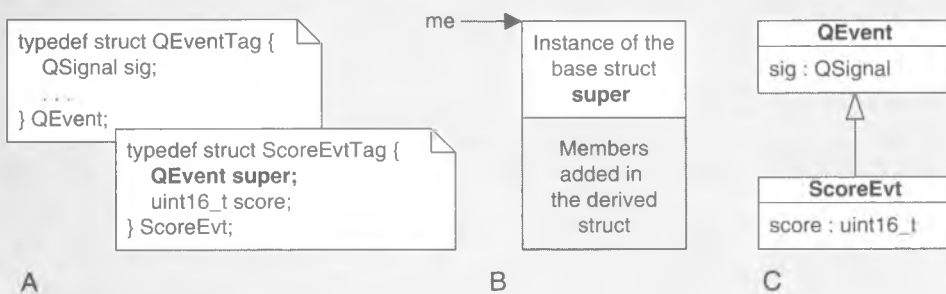 typedef struct QEventTag {
QSignal sig;
. . .
} QEvent;
typedef struct ScoreEvtTag {
QEvent super;
uint16_t score;
} ScoreEvt;
A
me
Instance of the
base struct
super
Members
added in
the derived
struct
B
QEvent
sig : QSignal
ScoreEvt
score : uint16_t
C